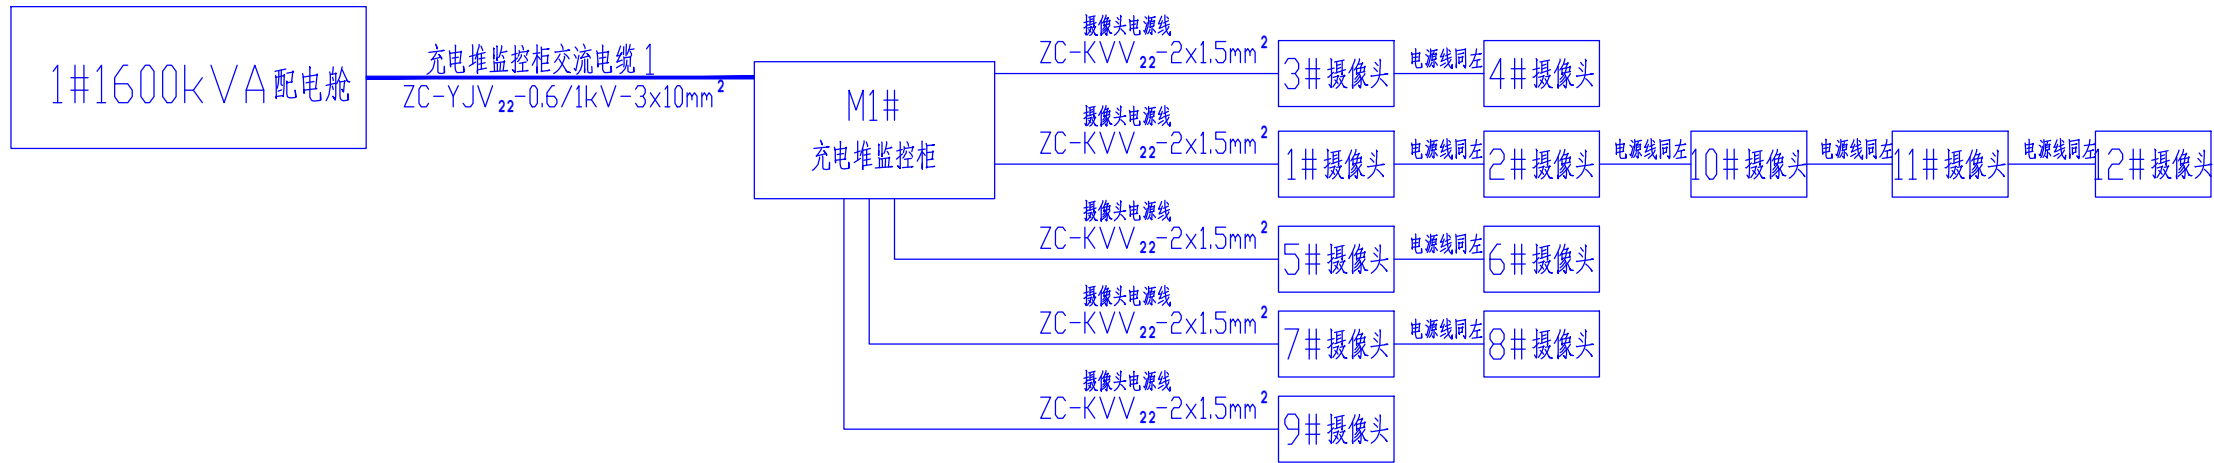 1#1600kVA配电舱
充电堆监控柜交流电缆 1
ZC-YJV22-0.6/1kV-3x10mm2
M1#
充电堆监控柜
摄像头电源线
ZC-KVV22-2x1.5mm2
3#摄像头
电源线同左
4#摄像头
摄像头电源线
ZC-KVV22-2x1.5mm2
1#摄像头
电源线同左
2#摄像头
电源线同左
10#摄像头
电源线同左
11#摄像头
电源线同左
12#摄像头
摄像头电源线
ZC-KVV22-2x1.5mm2
5#摄像头
电源线同左
6#摄像头
摄像头电源线
ZC-KVV22-2x1.5mm2
7#摄像头
电源线同左
8#摄像头
摄像头电源线
ZC-KVV22-2x1.5mm2
9#摄像头